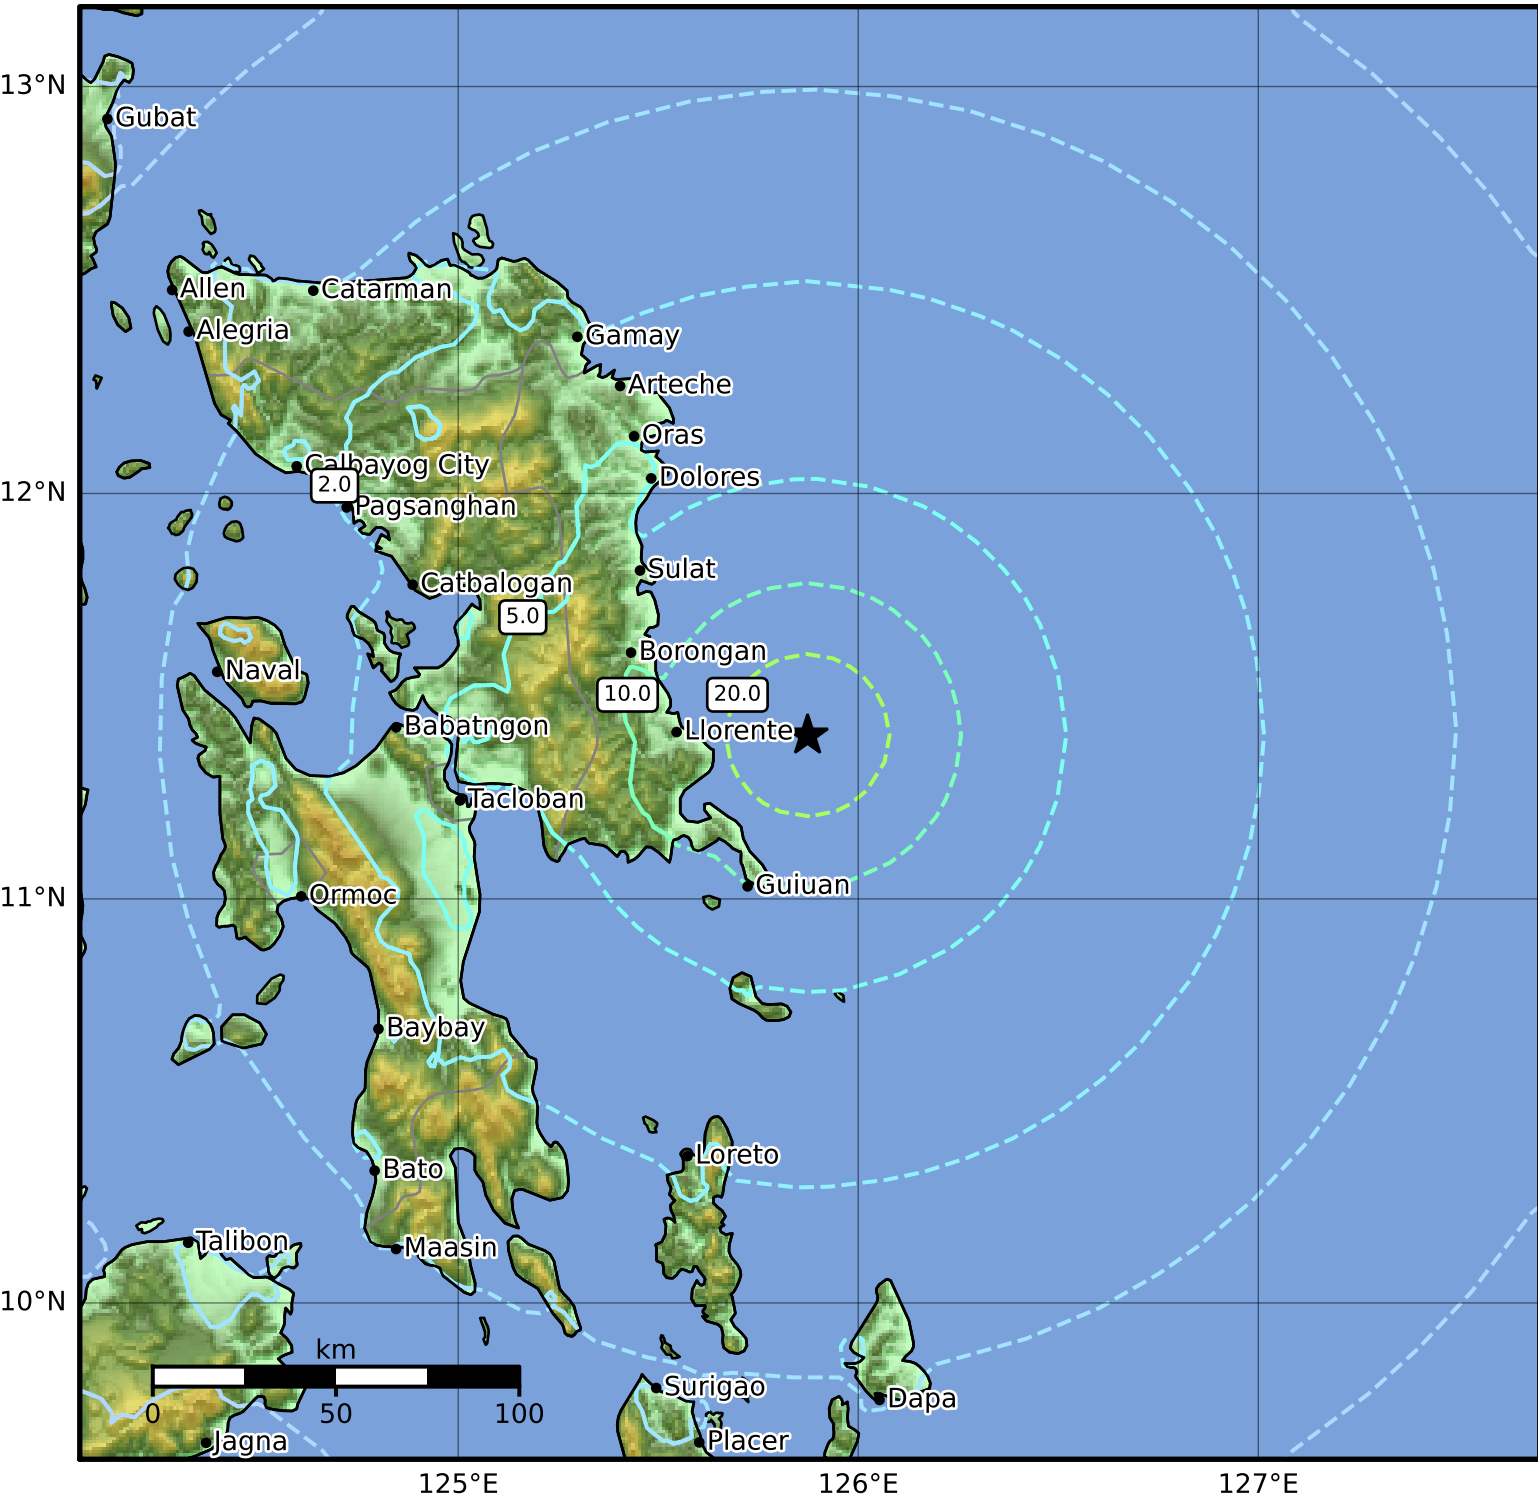 13°N
Gubat
Allen
Catarman
Alegria
Gamay
Arteche
Oras
Calbayog City
Dolores
2.0
12°N
Pagsanghan
Sulat
Catbalogan
5.0
Borongan
Naval
10.0
20.0
Babatngon
Llorente
Tacloban
Guiuan
Ormoc
11°N
Baybay
Loreto
Bato
Talibon
Maasin
10°N
km
Surigao
Dapa
0
50
100
Jagna
Placer
125°E
126°E
127°E